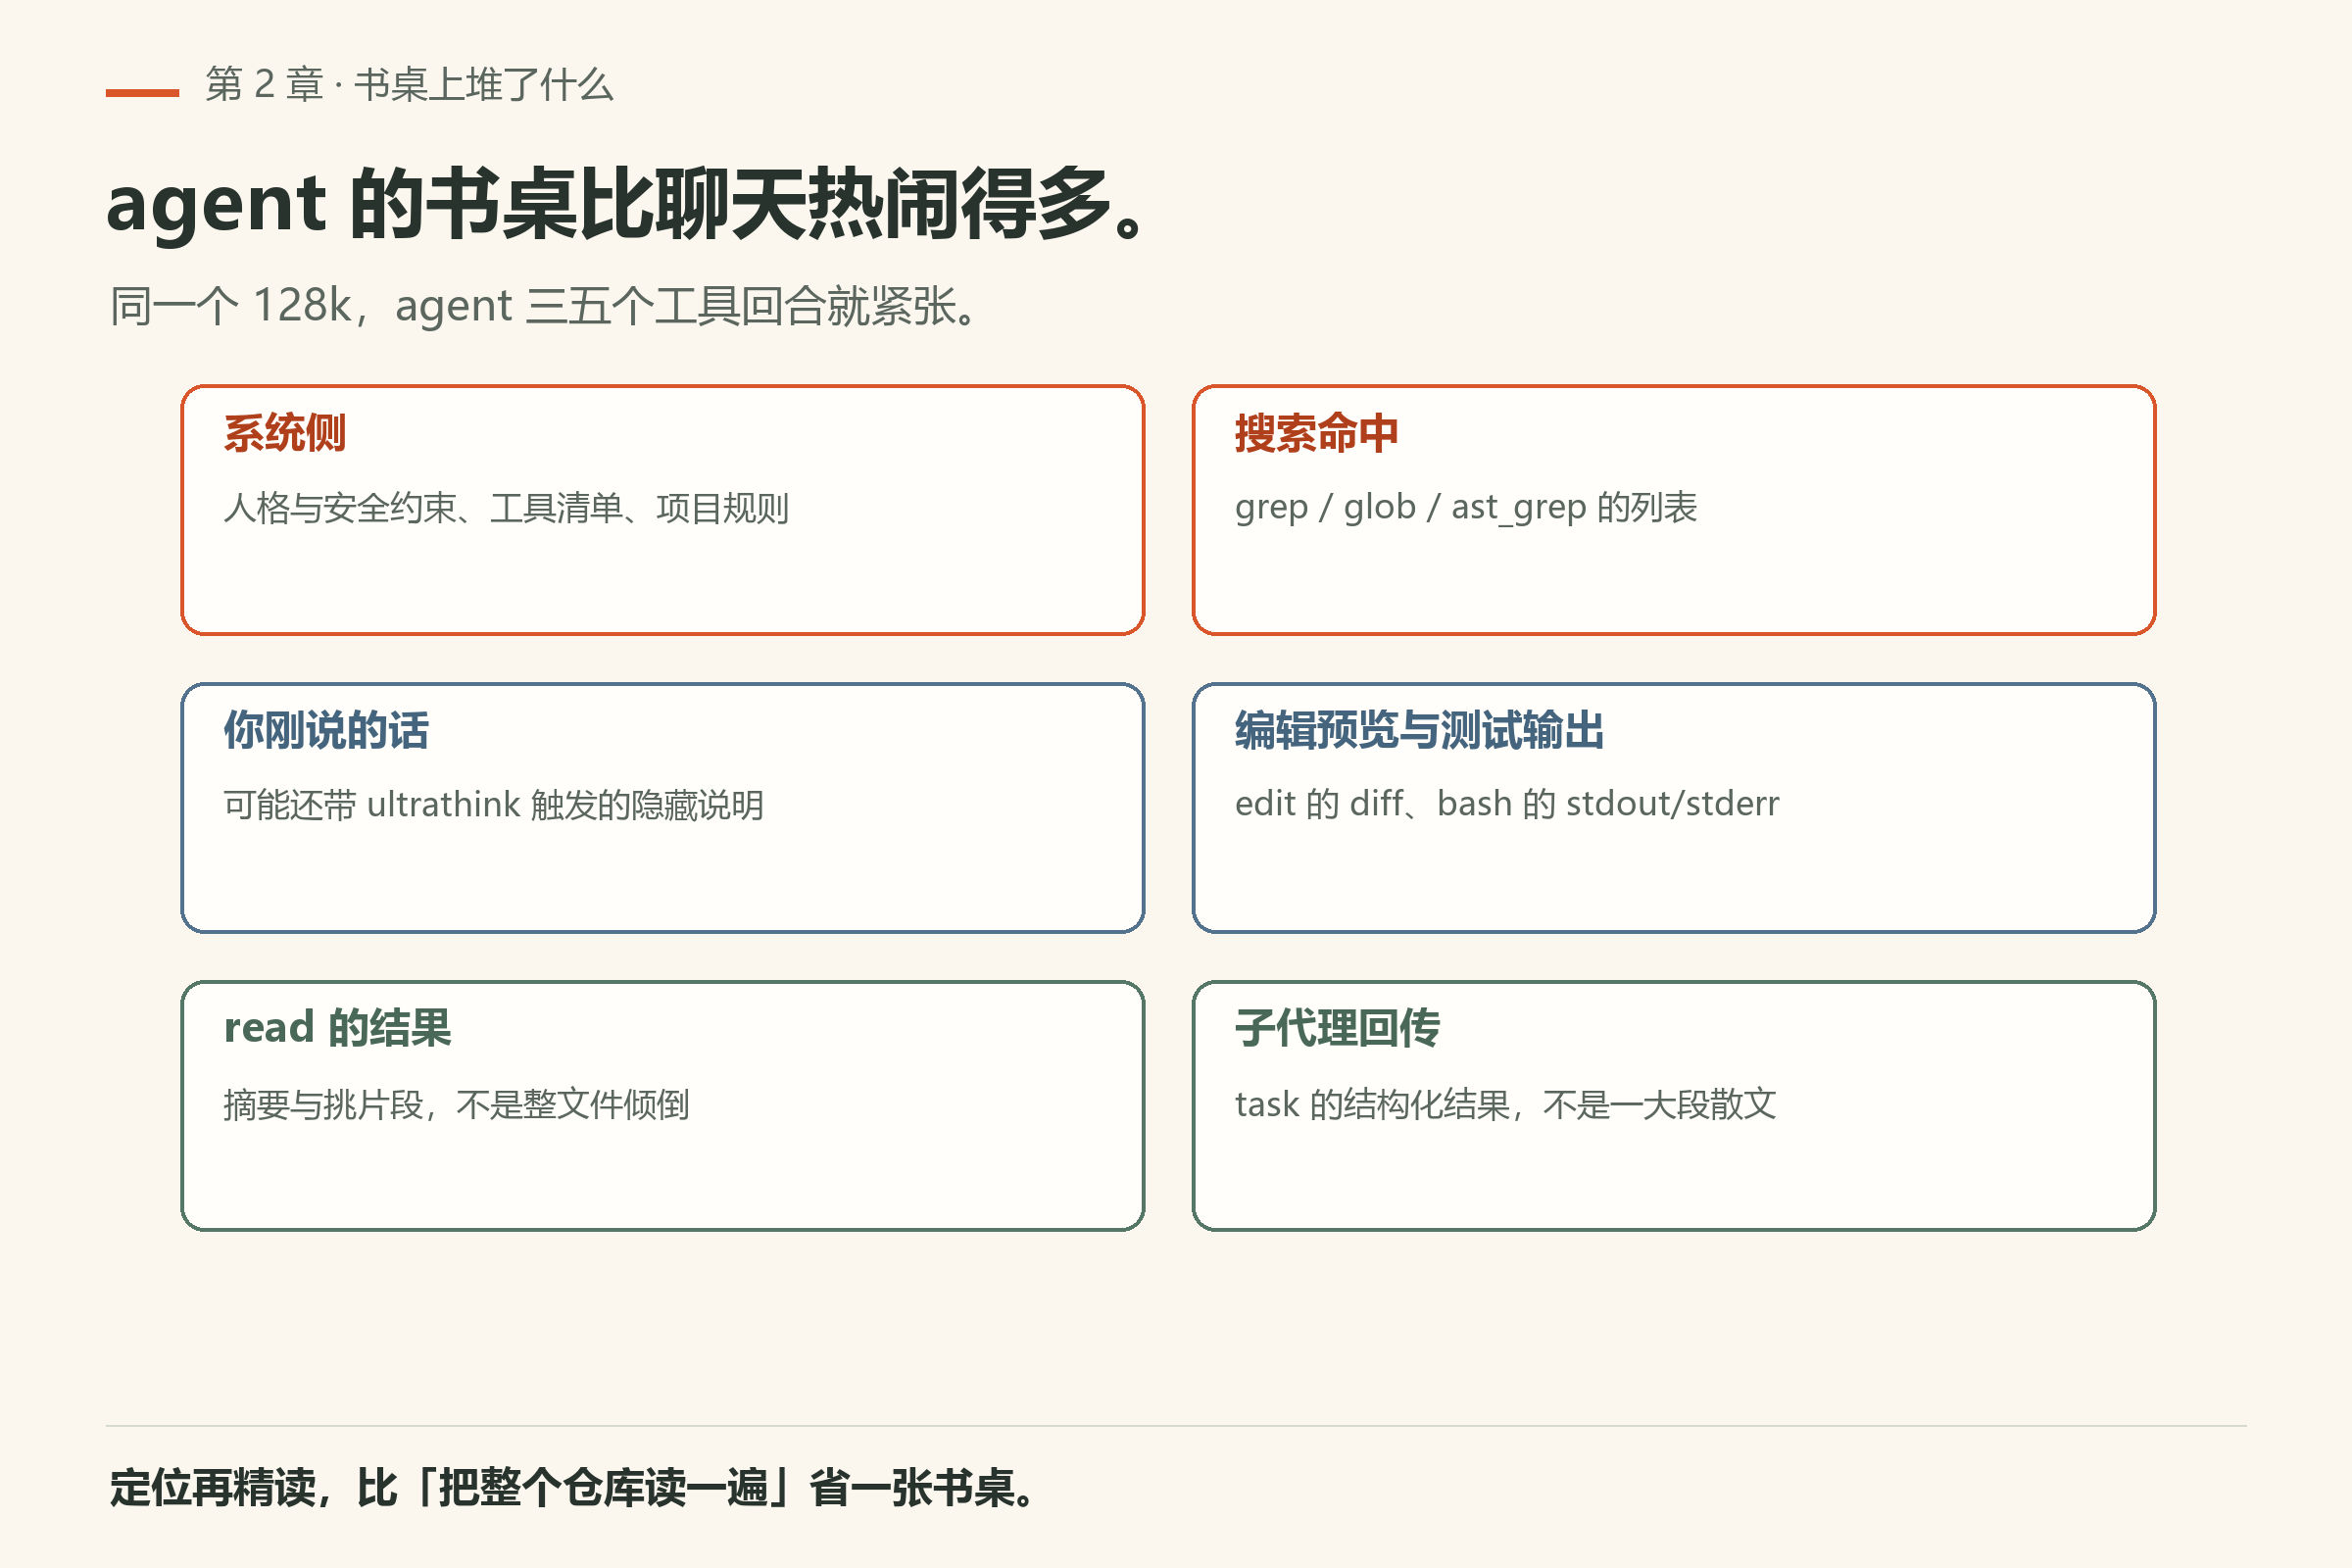 第 2 章 · 书桌上堆了什么
agent 的书桌比聊天热闹得多。
同一个 128k，agent 三五个工具回合就紧张。
系统侧
人格与安全约束、工具清单、项目规则
搜索命中
grep / glob / ast_grep 的列表
你刚说的话
可能还带 ultrathink 触发的隐藏说明
编辑预览与测试输出
edit 的 diff、bash 的 stdout/stderr
read 的结果
摘要与挑片段，不是整文件倾倒
子代理回传
task 的结构化结果，不是一大段散文
定位再精读，比「把整个仓库读一遍」省一张书桌。